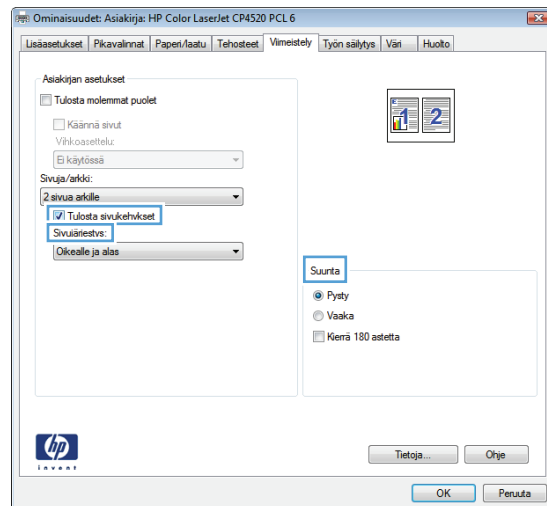 Ominaisuudet: Asiakirja: HP Color LaserJet CP4520 PCL 6
Lisäasetukset Pikavalinnat Paperi/laatu Tehosteet Viimeistely Työn säilytys Väri Huolto
Asiakirjan asetukset
Tulosta molemmat puolet
Käännä sivut
Vihkoasettelu:
Ei käytössä
Sivuja/arkki:
2 sivua arkille
Tulosta sivukehykset
Sivujärjestys:
Oikealle ja alas
1 2
Suunta
Pysty
Vaaka
Kierrä 180 astetta
hp
invent
Tietoja... Ohje
OK Peruuta